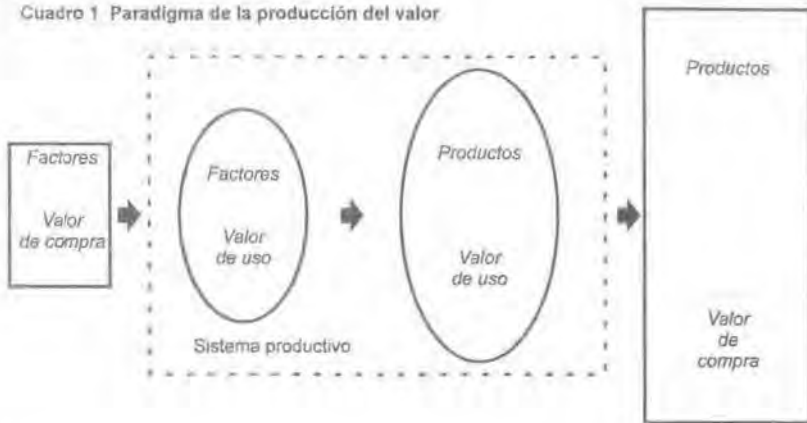 Cuadro 1 Paradigma de la producción del valor
Factores
Valor
de compra
Factores
Valor
de uso
Sistema productivo
Productos
Valor
de uso
Productos
Valor
de
compra